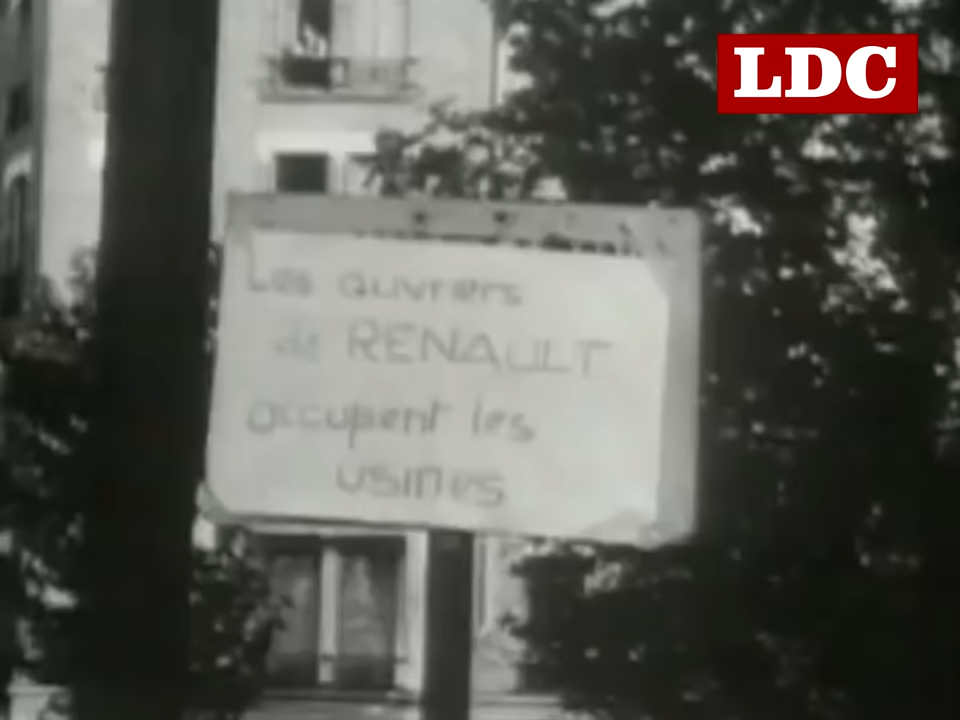 LDC
Les ouvriers
de RENAULT
occupent les
usines